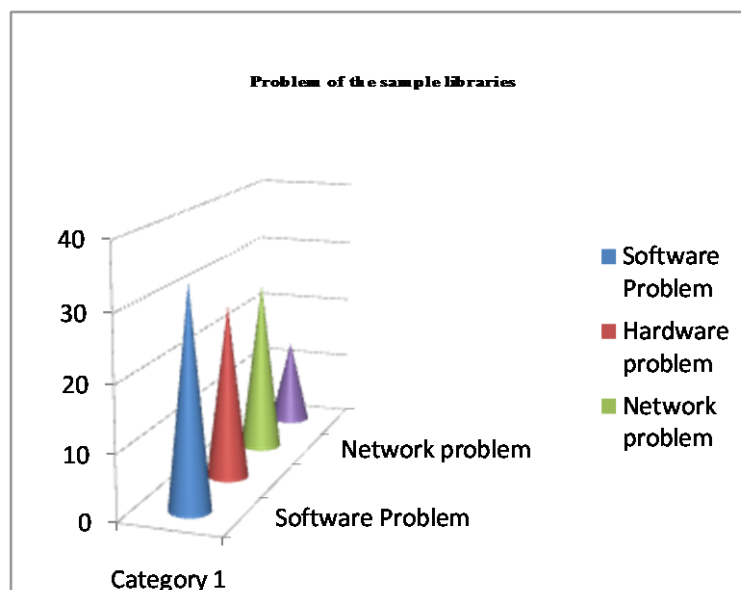 Problem of the sample libraries
40
30
20
10
0
Category 1
Software Problem
Network problem
Software
Problem
Hardware
problem
Network
problem